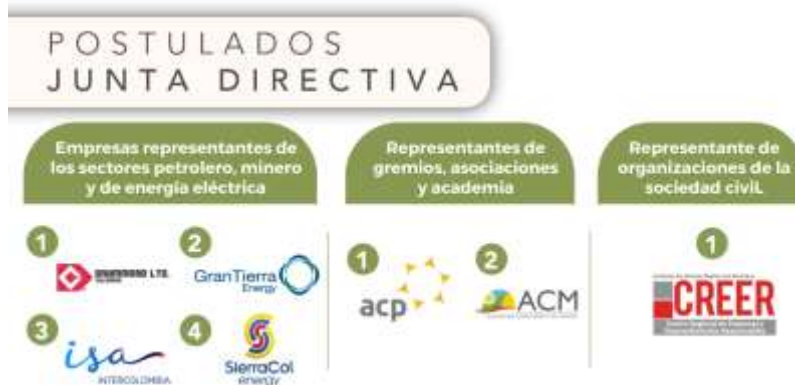 POSTULADOS
JUNTA DIRECTIVA
Empresas representantes de
los sectores petrolero, minero
y de energía eléctrica
1
DRUMMOND LTD.
2
GranTierra
Energy
3
isa
INTERCOLOMBIA
4
SierraCol
energy
Representantes de
gremios, asociaciones
y academia
1
acp
2
ACM
Representante de
organizaciones de la
sociedad civil.
1
CREER